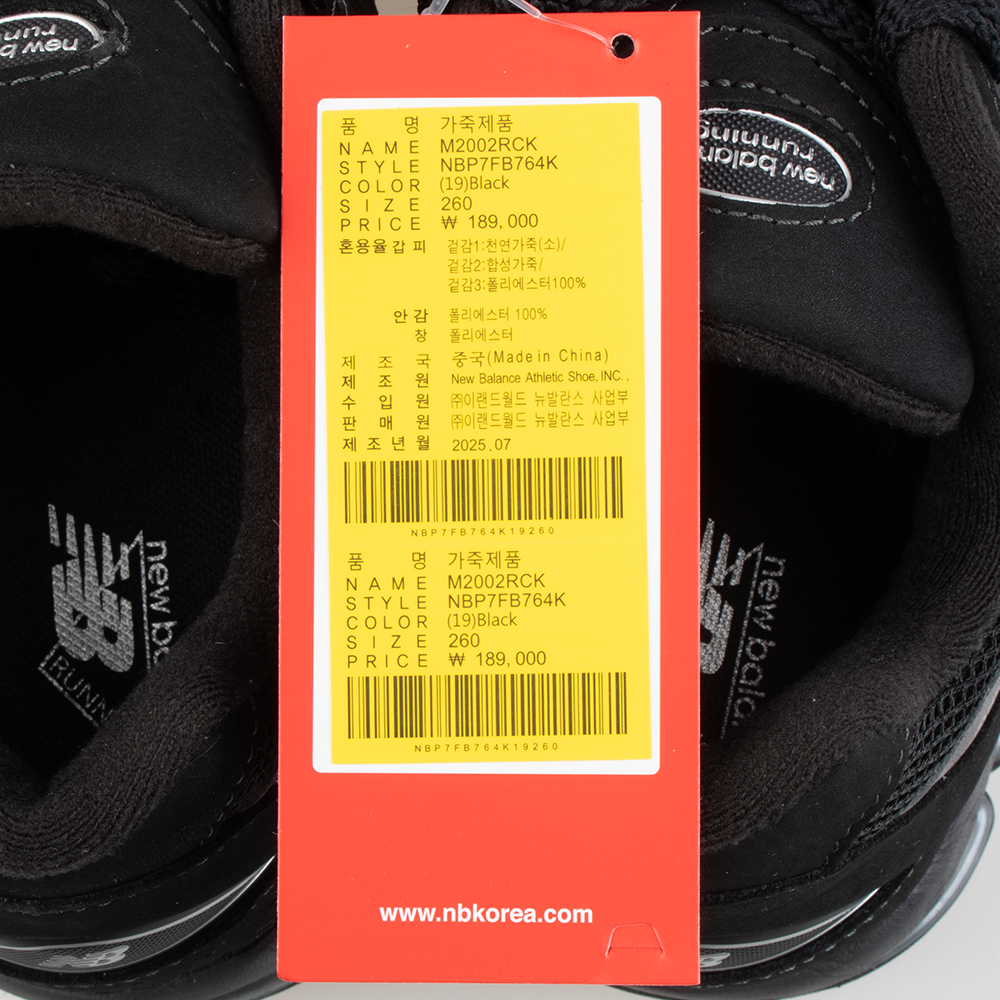 new balance
running
new balance
running
품 명 가죽제품
NAME M2002RCK
STYLE NBP7FB764K
COLOR (19)Black
SIZE 260
PRICE ₩ 189,000
혼용율갑피 겉감1:천연가죽(소)/
겉감2:합성가죽/
겉감3:폴리에스터100%
안감 폴리에스터 100%
창 폴리에스터
제 조 국 중국(Made in China)
제 조 원 New Balance Athletic Shoe, INC.,
수 입 원 ㈜이랜드월드 뉴발란스 사업부
판 매 원 ㈜이랜드월드 뉴발란스 사업부
제조년월 2025.07
NBP7FB764K19260
품 명 가죽제품
NAME M2002RCK
STYLE NBP7FB764K
COLOR (19)Black
SIZE 260
PRICE ₩ 189,000
NBP7FB764K19260
www.nbkorea.com
NB
new ba
RUNN
NB
new bala
NB